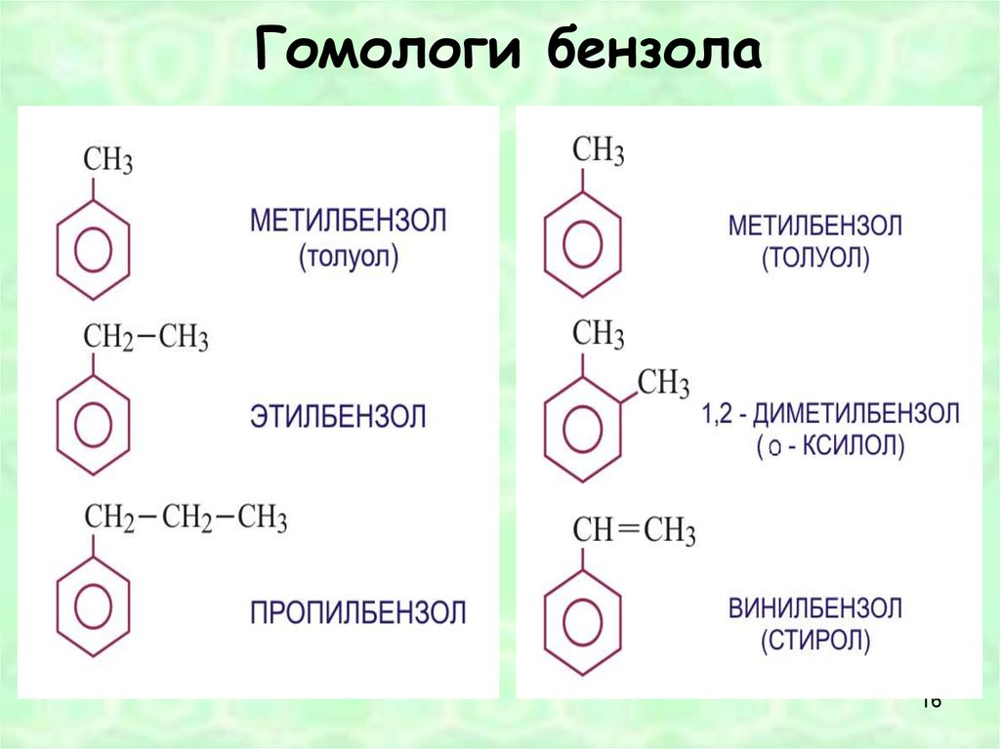 Гомологи бензола
CH3
МЕТИЛБЕНЗОЛ
(толуол)
CH2–CH3
ЭТИЛБЕНЗОЛ
CH2–CH2–CH3
ПРОПИЛБЕНЗОЛ
CH3
МЕТИЛБЕНЗОЛ
(ТОЛУОЛ)
CH3
CH3
1,2 - ДИМЕТИЛБЕНЗОЛ
( о - КСИЛОЛ)
CH=CH3
ВИНИЛБЕНЗОЛ
(СТИРОЛ)
16